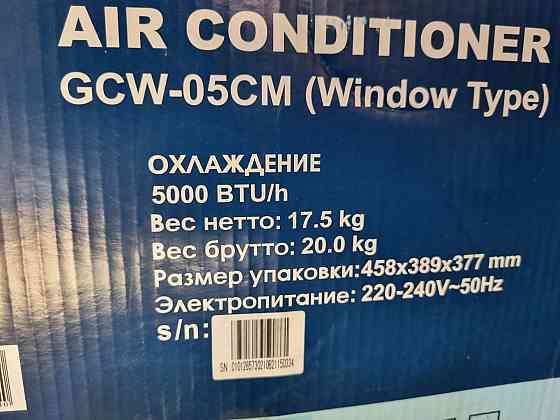 AIR CONDITIONER
GCW-05CM (Window Type)
ОХЛАЖДЕНИЕ
5000 BTU/h
Вес нетто: 17.5 kg
Вес брутто: 20.0 kg
Размер упаковки:458x389x377 mm
Электропитание: 220-240V~50Hz
s/n: